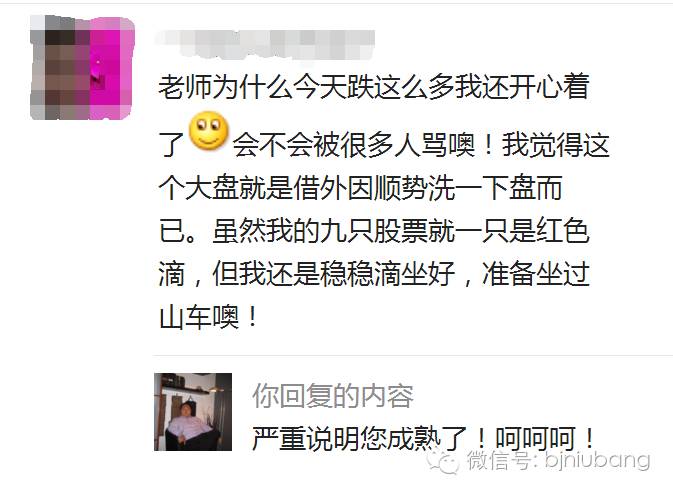 老师为什么今天跌这么多我还开心着
了会不会被很多人骂噢！我觉得这
个大盘就是借外因顺势洗一下盘而
已。虽然我的九只股票就一只是红色
滴，但我还是稳稳滴坐好，准备坐过
山车噢！
你回复的内容
严重说明您成熟了！呵呵呵！
微信号: bjniubang